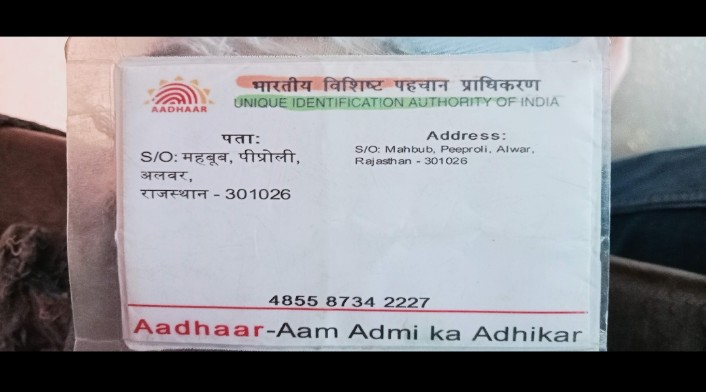 AADHAAR
भारतीय विशिष्ट पहचान प्राधिकरण
UNIQUE IDENTIFICATION AUTHORITY OF INDIA
पता:
S/O: महबूब, पीप्रोली,
अलवर,
राजस्थान - 301026
Address:
S/O: Mahbub, Peeproli, Alwar,
Rajasthan - 301026
4855 8734 2227
Aadhaar-Aam Admi ka Adhikar